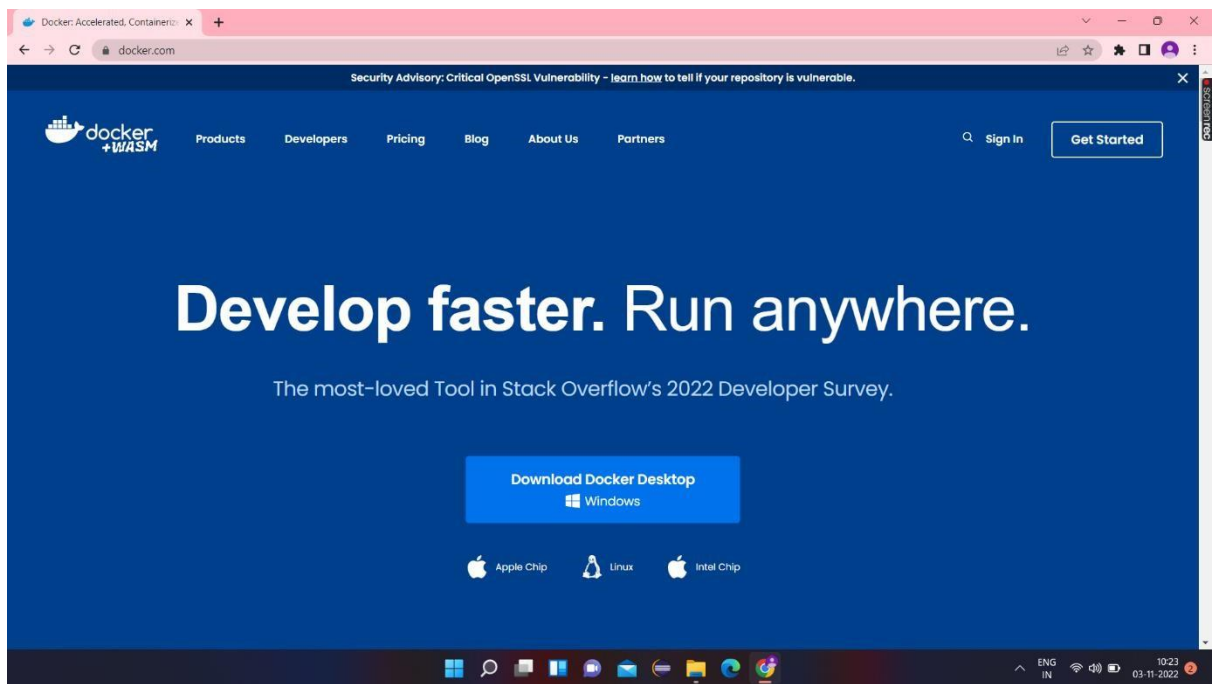 Docker: Accelerated, Containeriz
docker.com
Security Advisory: Critical OpenSSL Vulnerability - learn how to tell if your repository is vulnerable.
screenrec
docker
+WASM
Products Developers Pricing Blog About Us Partners Sign In Get Started
Develop faster. Run anywhere.
The most-loved Tool in Stack Overflow's 2022 Developer Survey.
Download Docker Desktop
Windows
Apple Chip Linux Intel Chip
ENG
IN
10:23
03-11-2022
2